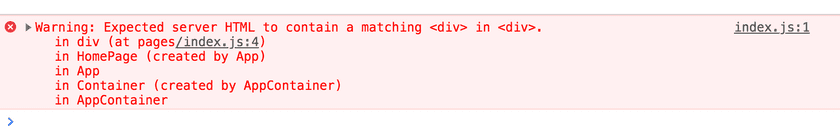 Warning: Expected server HTML to contain a matching <div> in <div>. index.js:1
in div (at pages/index.js:4)
in HomePage (created by App)
in App
in Container (created by AppContainer)
in AppContainer